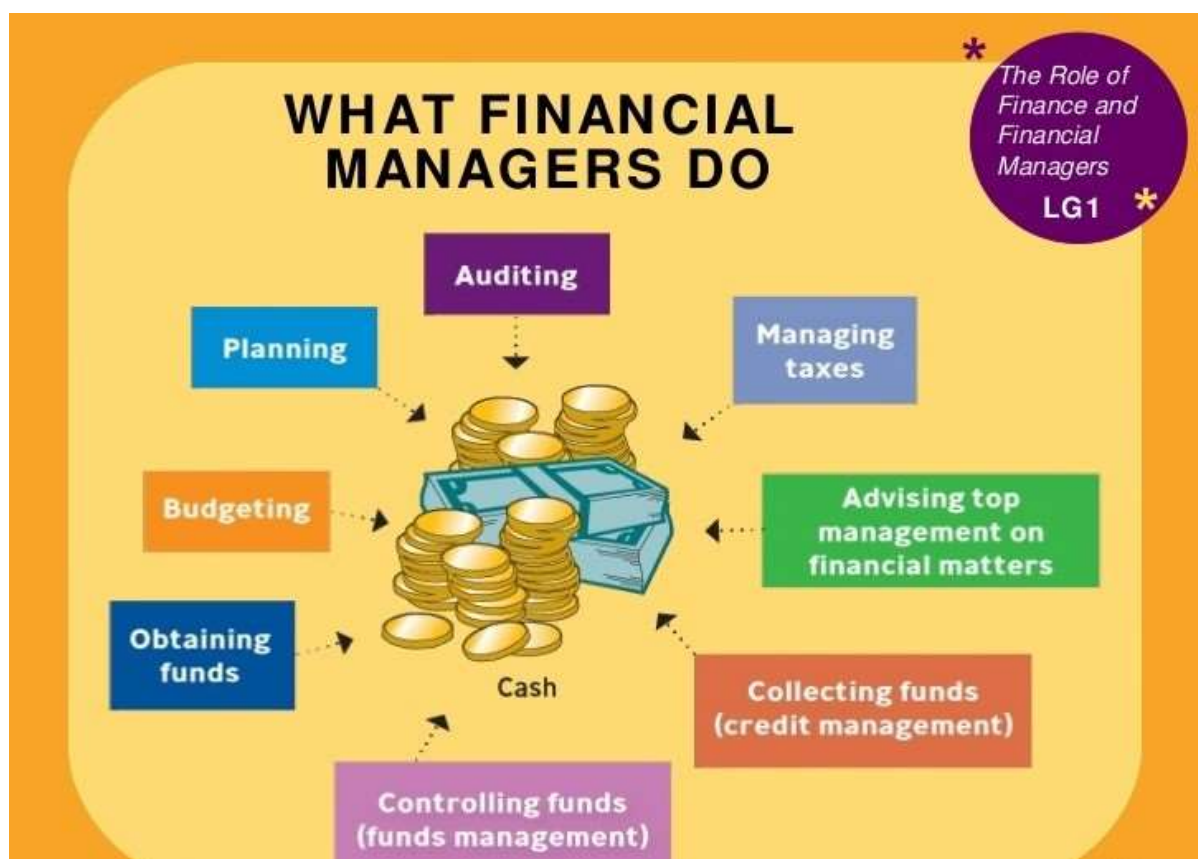 WHAT FINANCIAL
MANAGERS DO
*
The Role of
Finance and
Financial
Managers
LG1 *
Auditing
Planning
Managing
taxes
Budgeting
Advising top
management on
financial matters
Obtaining
funds
Cash
Collecting funds
(credit management)
Controlling funds
(funds management)